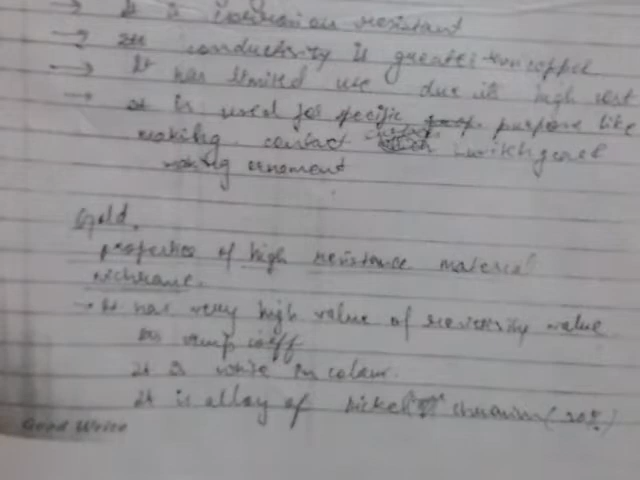 → It is corrosion resistant
→ Its conductivity is greater than copper
→ It has limited use due its high cost
→ It is used for specific purpose like
making contact switchgear
making ornament
Gold.
properties of high resistance material
nichrome.
→ It has very high value of resistivity value
temp coeff
It is white in colour.
It is alloy of nickel chromium (20%)
Good Write